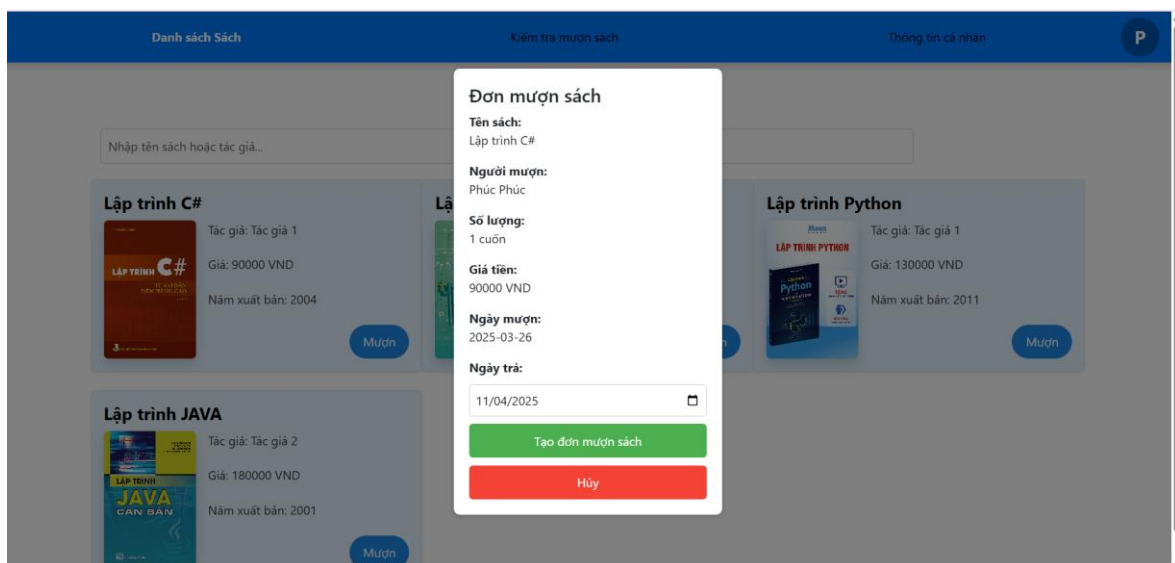 Danh sách Sách
Kiểm tra mượn sách
Thông tin cá nhân
P
Nhập tên sách hoặc tác giả...
Đơn mượn sách
Tên sách:
Lập trình C#
Người mượn:
Phúc Phúc
Số lượng:
1 cuốn
Giá tiền:
90000 VND
Ngày mượn:
2025-03-26
Ngày trả:
11/04/2025
Tạo đơn mượn sách
Hủy
Lập trình C#
LẬP TRÌNH C#
Tác giả: Tác giả 1
Giá: 90000 VND
Năm xuất bản: 2004
Mượn
Lập trình Python
LẬP TRÌNH PYTHON
Python
Tác giả: Tác giả 1
Giá: 130000 VND
Năm xuất bản: 2011
Mượn
Lập trình JAVA
LẬP TRÌNH
JAVA
CĂN BẢN
Tác giả: Tác giả 2
Giá: 180000 VND
Năm xuất bản: 2001
Mượn